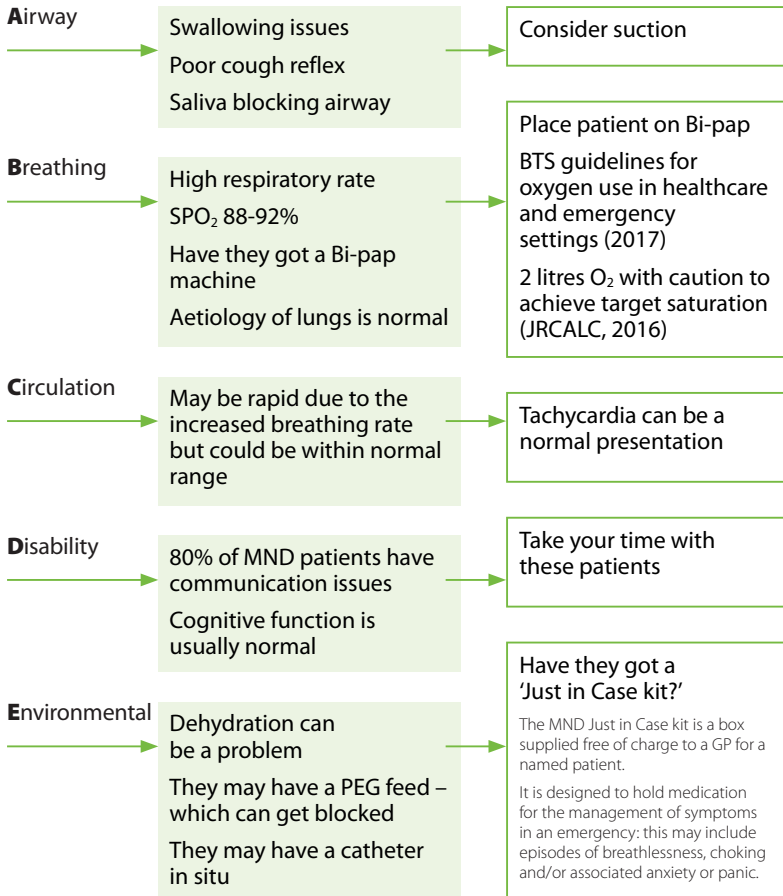 Airway
Swallowing issues
Poor cough reflex
Saliva blocking airway
Consider suction
Breathing
High respiratory rate
SPO₂ 88-92%
Have they got a Bi-pap
machine
Aetiology of lungs is normal
Place patient on Bi-pap
BTS guidelines for
oxygen use in healthcare
and emergency
settings (2017)
2 litres O₂ with caution to
achieve target saturation
(JRCALC, 2016)
Circulation
May be rapid due to the
increased breathing rate
but could be within normal
range
Tachycardia can be a
normal presentation
Disability
80% of MND patients have
communication issues
Cognitive function is
usually normal
Take your time with
these patients
Environmental
Dehydration can
be a problem
They may have a PEG feed –
which can get blocked
They may have a catheter
in situ
Have they got a
‘Just in Case kit?’
The MND Just in Case kit is a box
supplied free of charge to a GP for a
named patient.
It is designed to hold medication
for the management of symptoms
in an emergency: this may include
episodes of breathlessness, choking
and/or associated anxiety or panic.